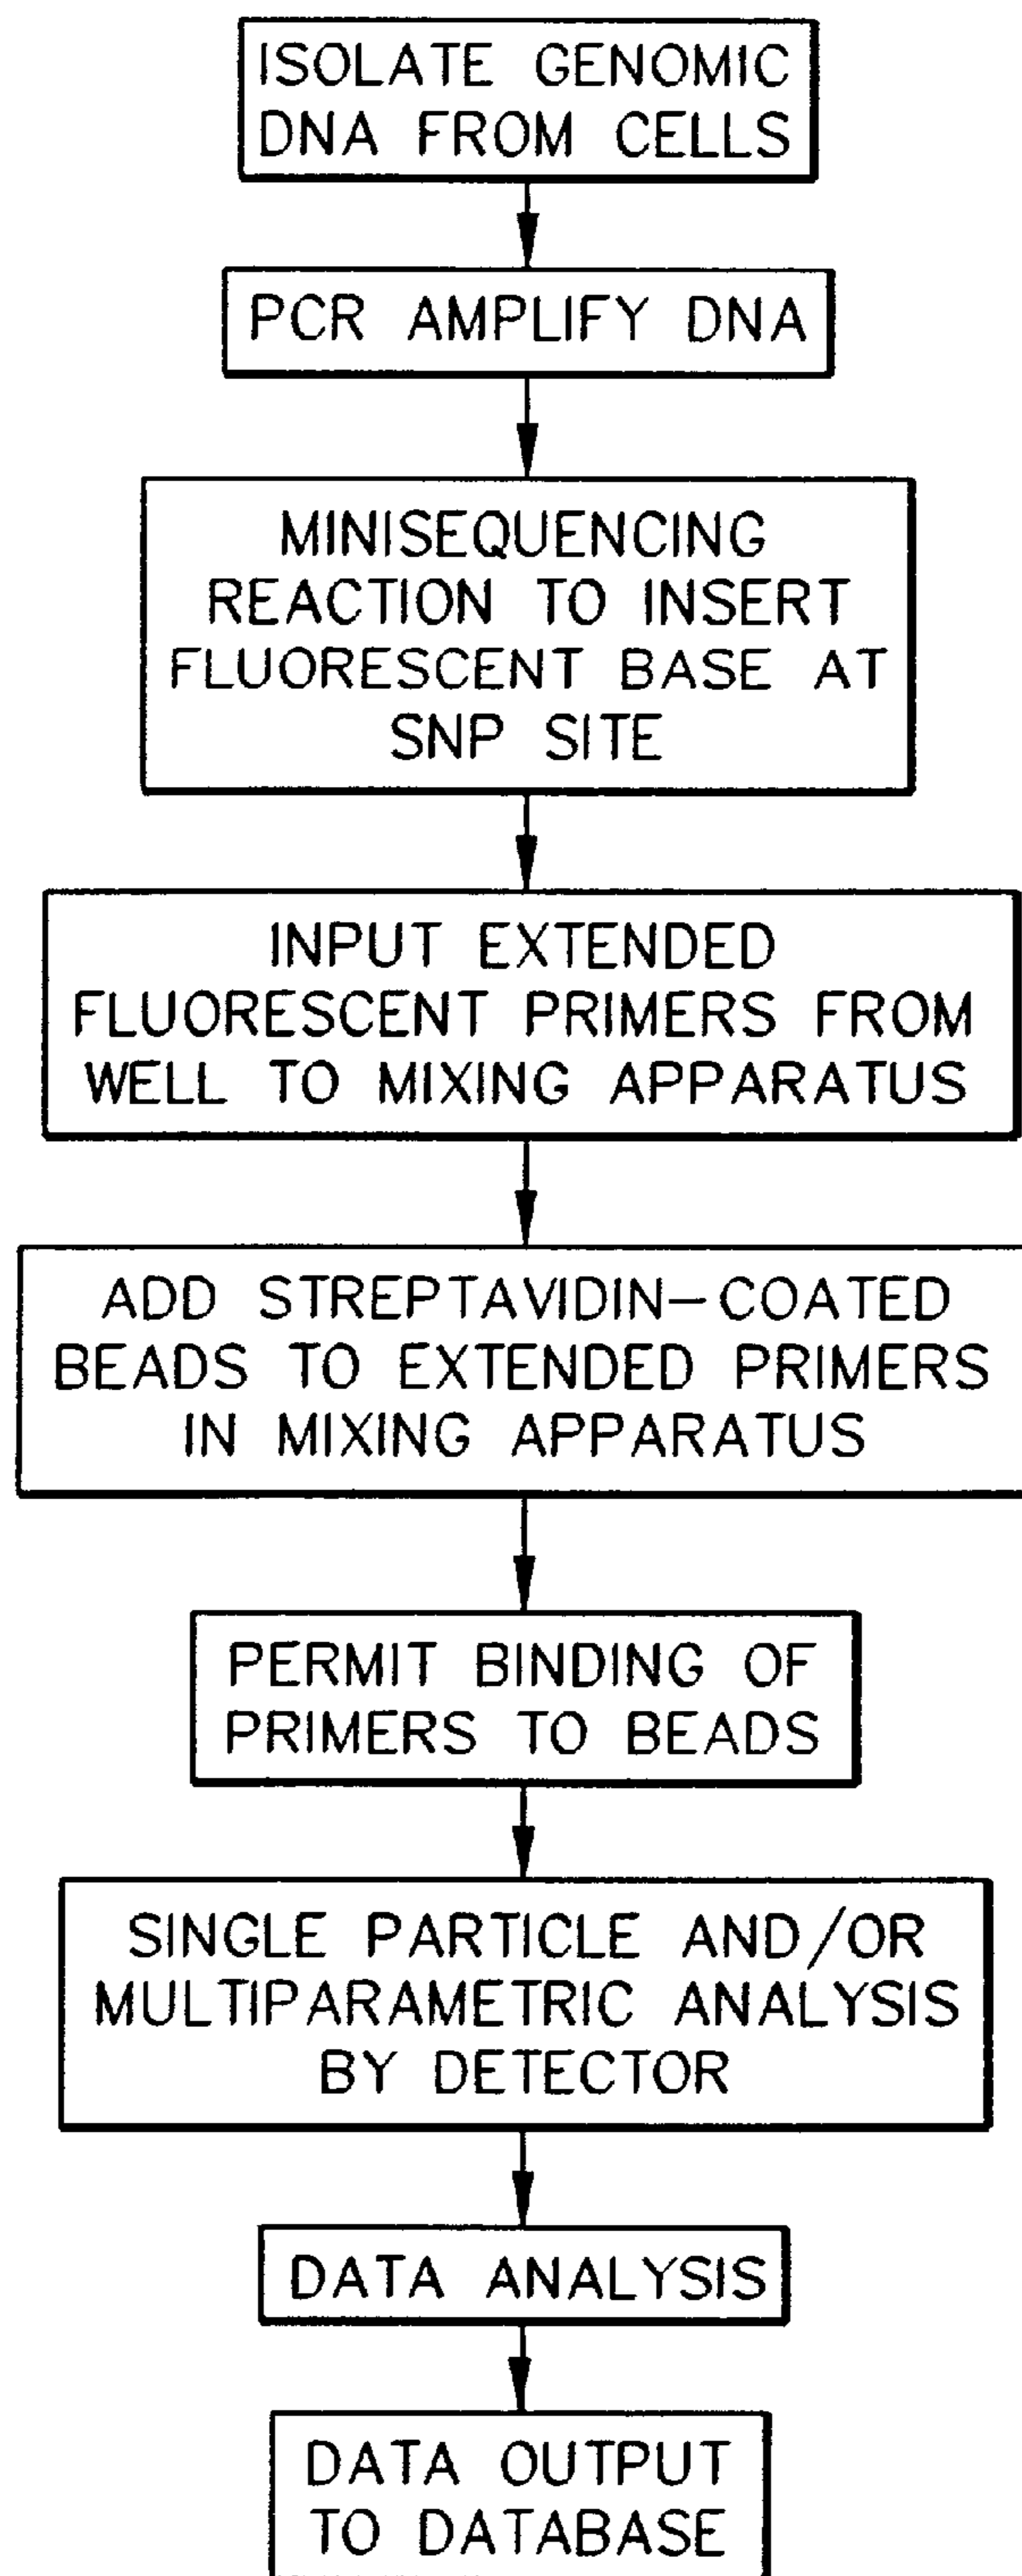 ISOLATE GENOMIC
DNA FROM CELLS
PCR AMPLIFY DNA
MINISEQUENCING
REACTION TO INSERT
FLUORESCENT BASE AT
SNP SITE
INPUT EXTENDED
FLUORESCENT PRIMERS FROM
WELL TO MIXING APPARATUS
ADD STREPTAVIDIN-COATED
BEADS TO EXTENDED PRIMERS
IN MIXING APPARATUS
PERMIT BINDING OF
PRIMERS TO BEADS
SINGLE PARTICLE AND/OR
MULTIPARAMETRIC ANALYSIS
BY DETECTOR
DATA ANALYSIS
DATA OUTPUT
TO DATABASE